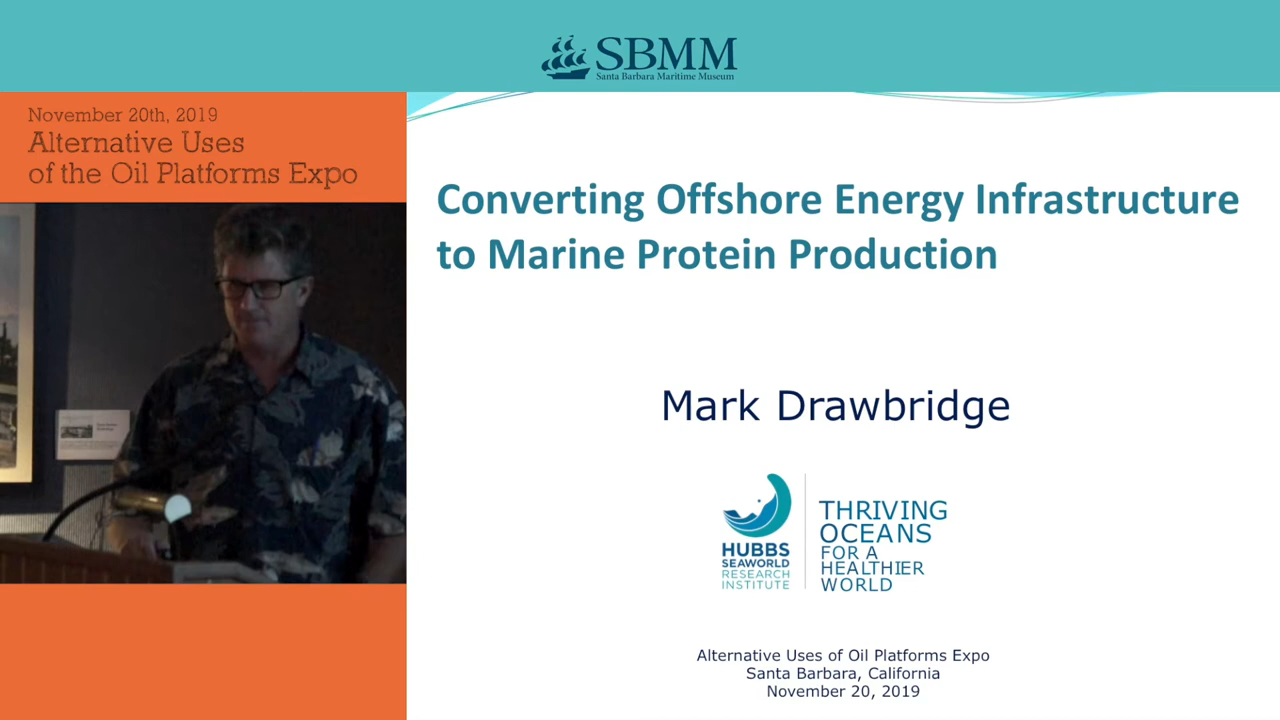 SBMM
Santa Barbara Maritime Museum
November 20th, 2019
Alternative Uses
of the Oil Platforms Expo
Converting Offshore Energy Infrastructure
to Marine Protein Production
Mark Drawbridge
HUBBS
SEAWORLD
RESEARCH
INSTITUTE
THRIVING
OCEANS
FOR A
HEALTHIER
WORLD
Alternative Uses of Oil Platforms Expo
Santa Barbara, California
November 20, 2019